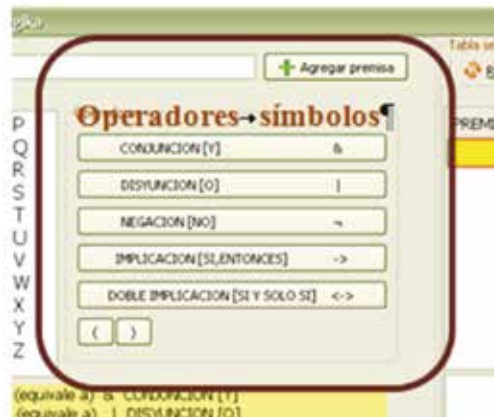 Agregar premisa
Tabla
Operadores→símbolos¶
P
Q
R
S
T
U
V
W
X
Y
Z
CONJUNCION [Y] &
DISYUNCION [O] |
NEGACION [NO] ¬
IMPLICACION [SI,ENTONCES] ->
DOBLE IMPLICACION [SI Y SOLO SI] <->
( )
(equivale a) & CONJUNCION [Y]
(equivale a) | DISYUNCION [O]